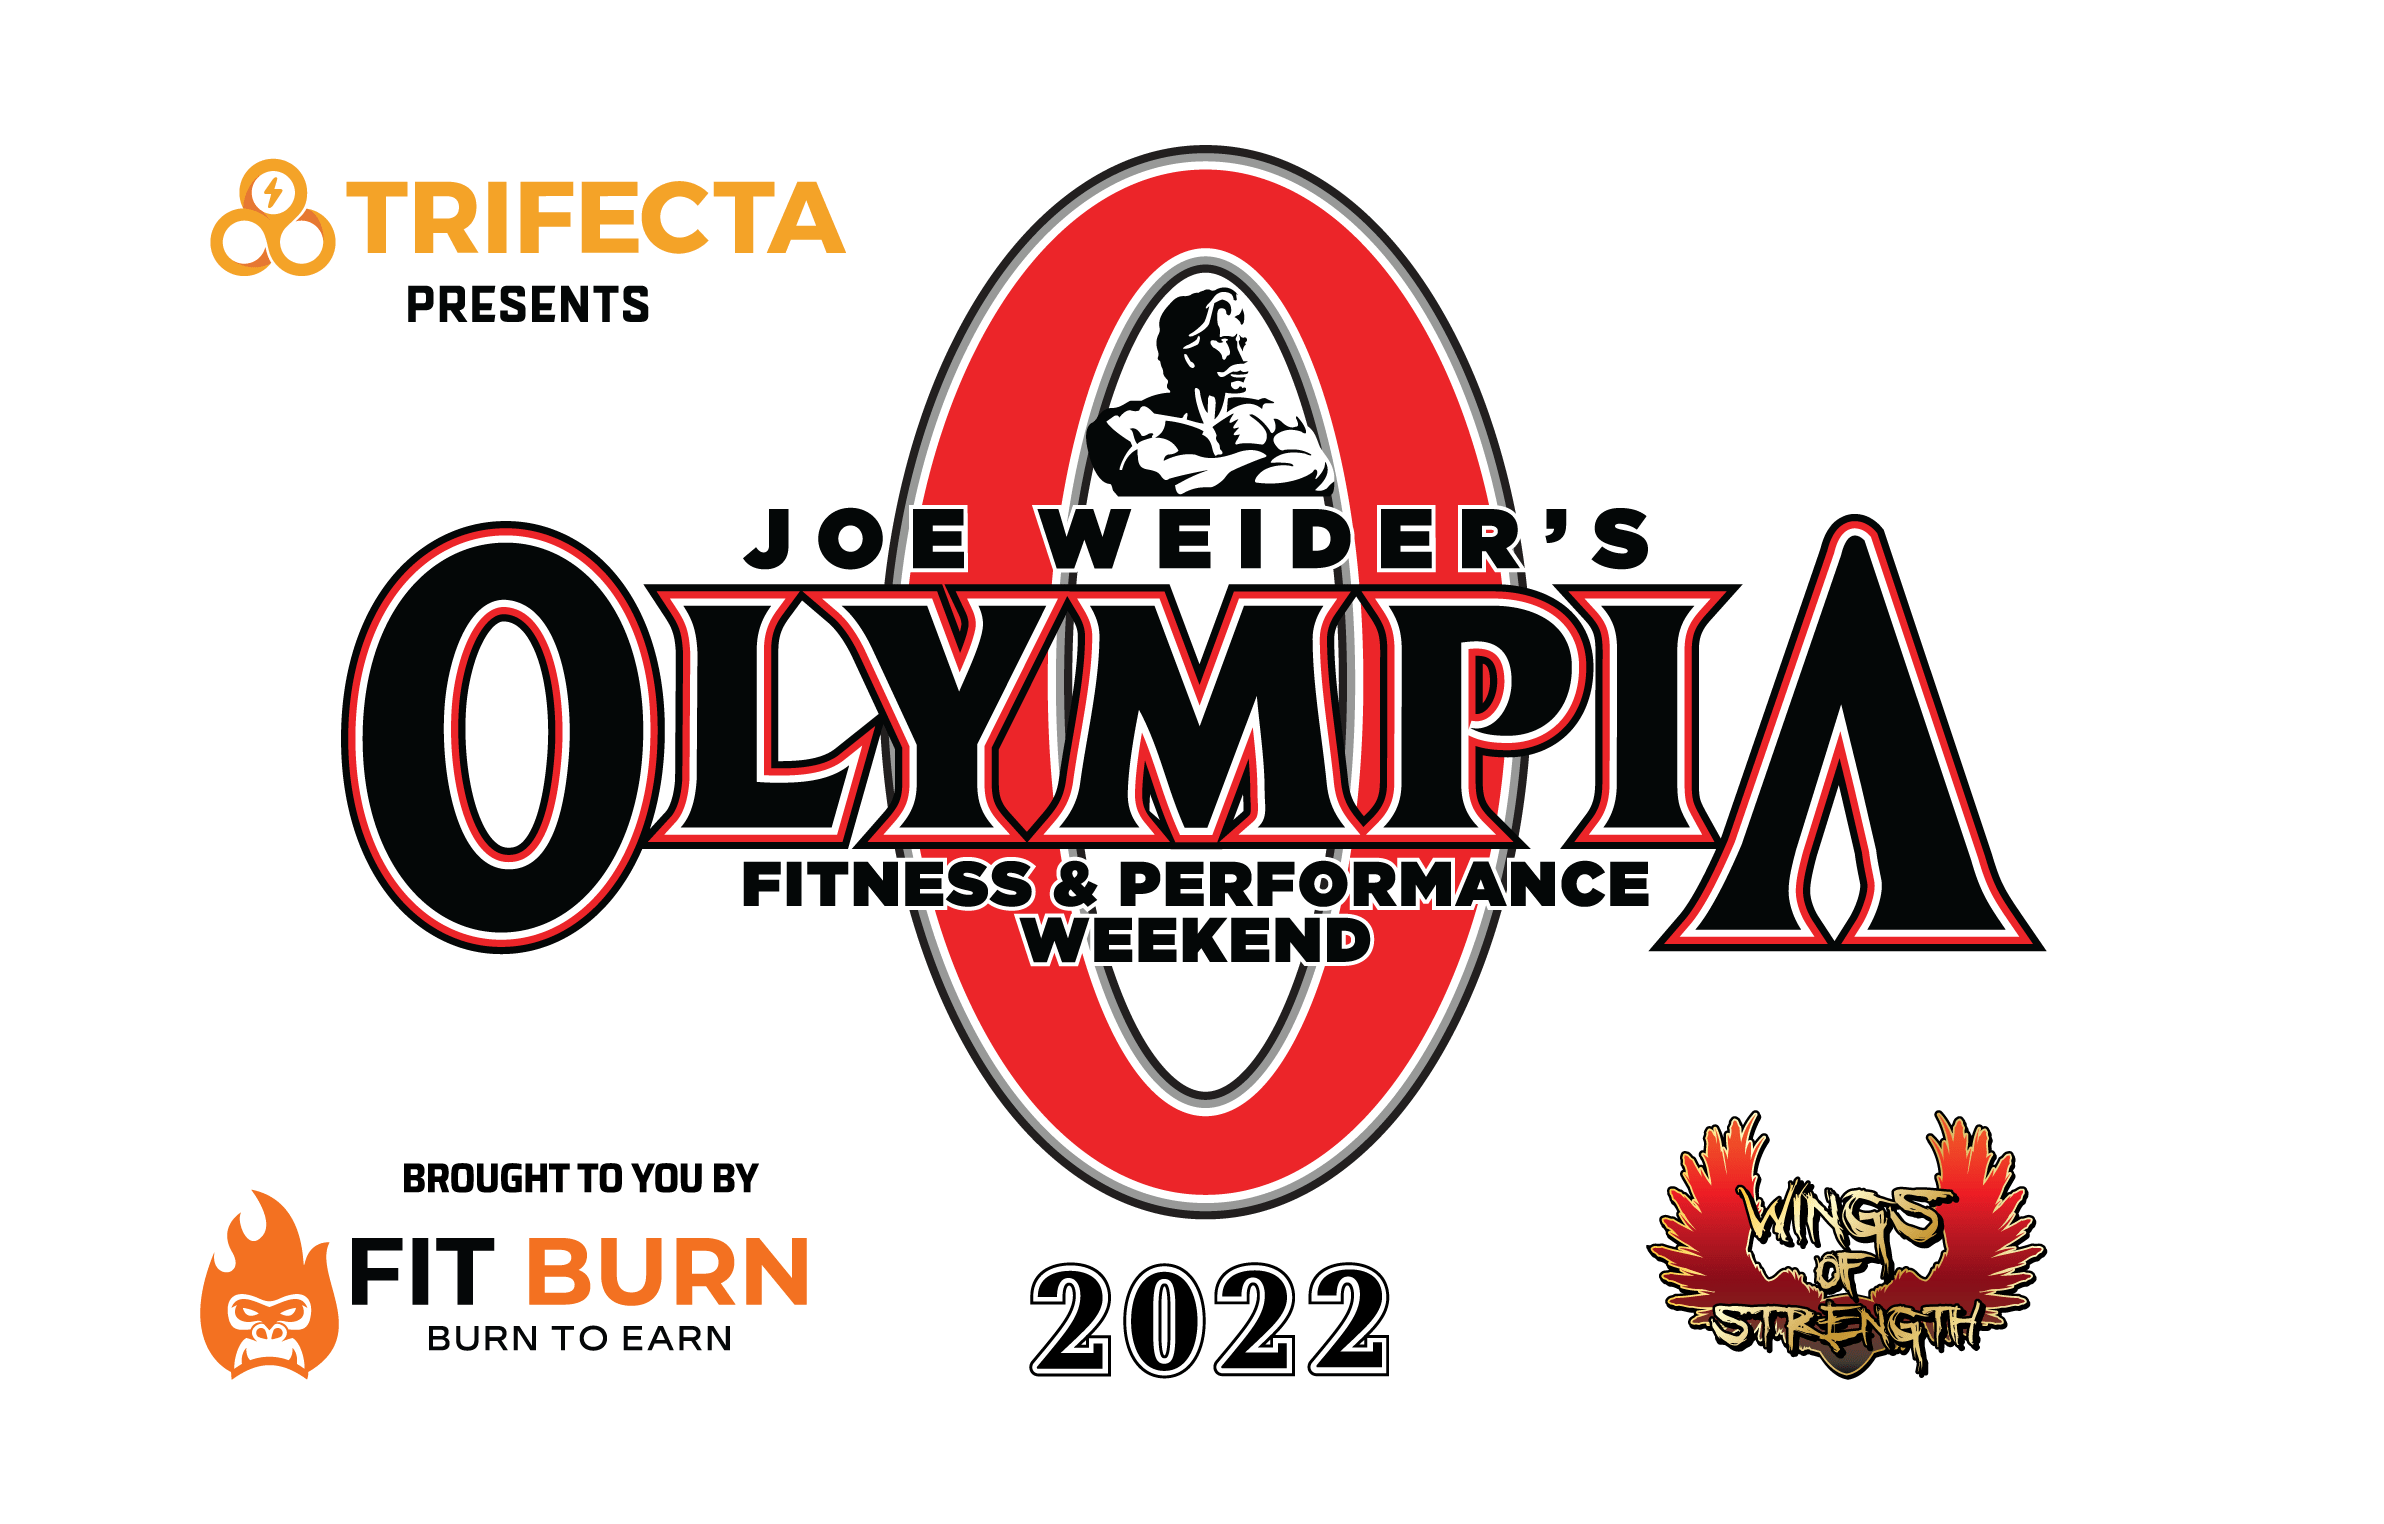 TRIFECTA
PRESENTS
JOE WEIDER'S
OLYMPIA
FITNESS & PERFORMANCE
WEEKEND
BROUGHT TO YOU BY
FIT BURN
BURN TO EARN
2022
WINGS
OF
STRENGTH